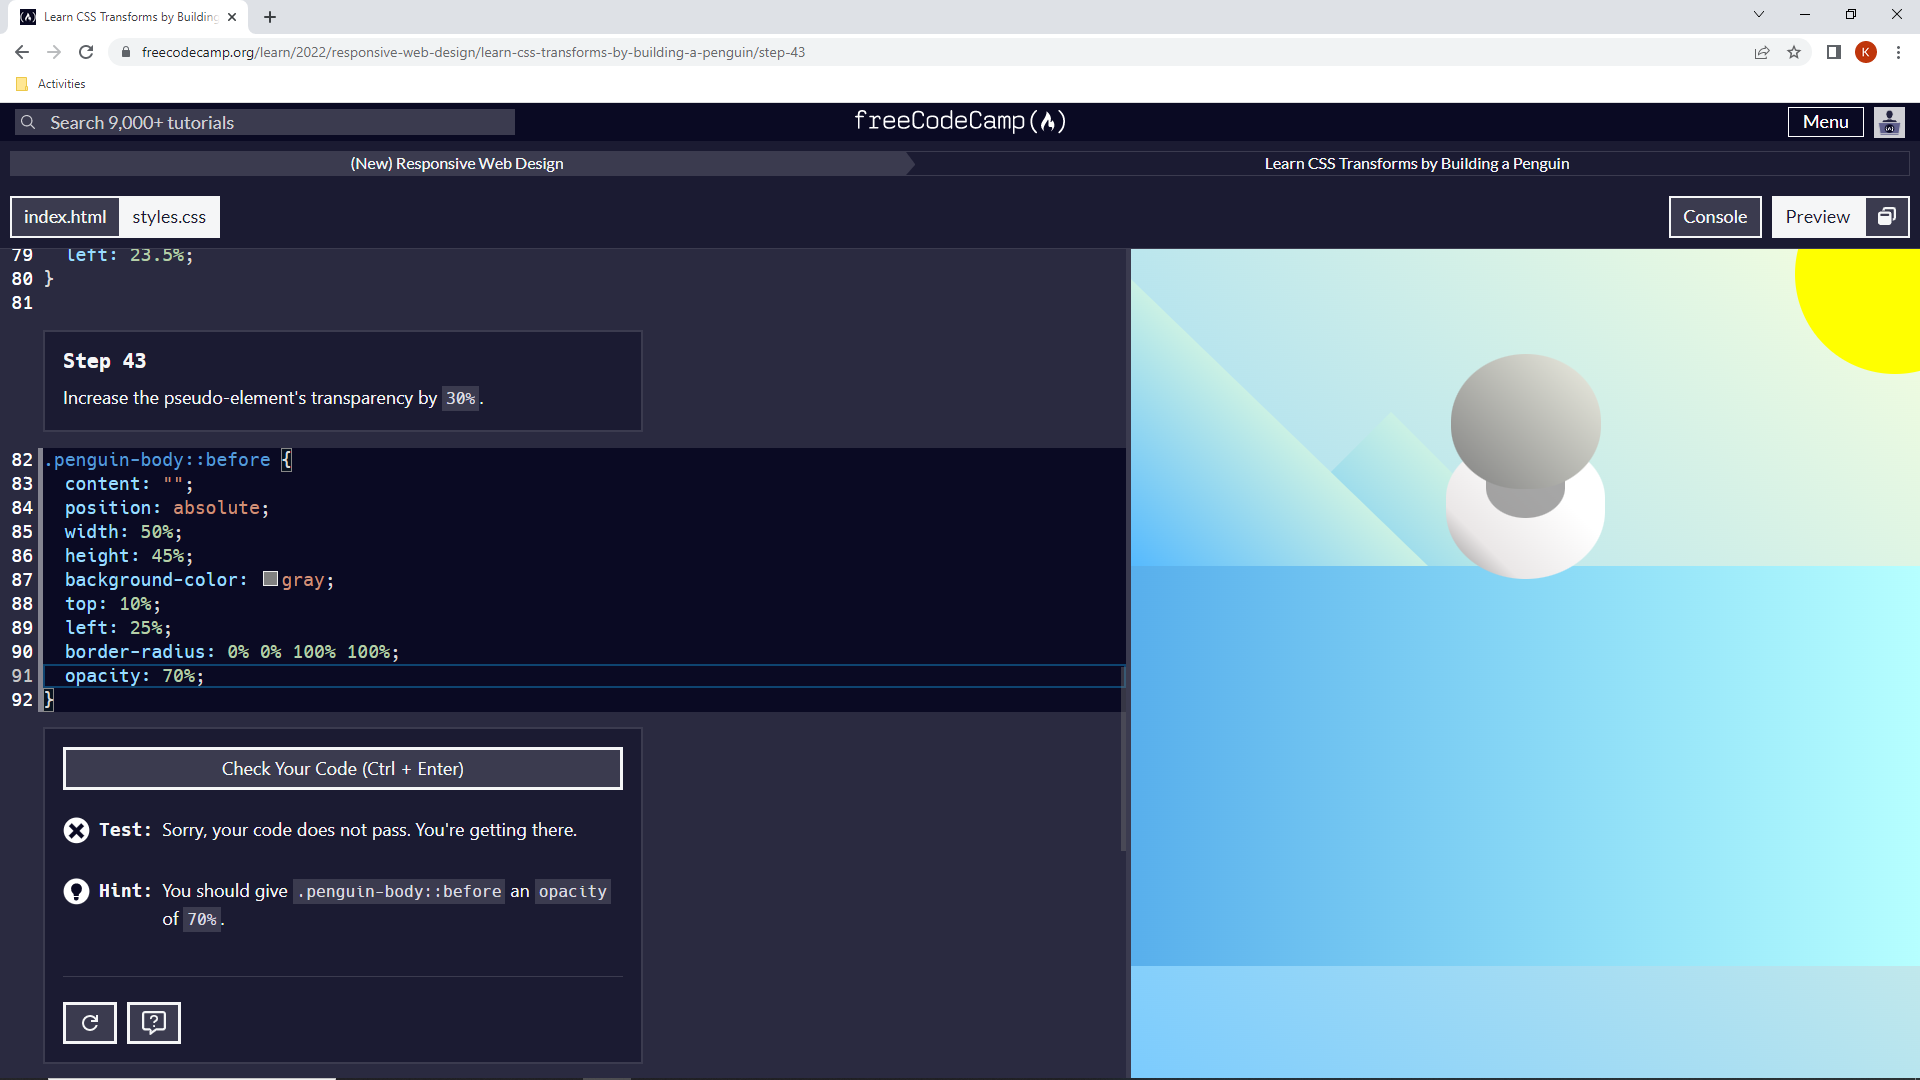 Learn CSS Transforms by Building
freecodecamp.org/learn/2022/responsive-web-design/learn-css-transforms-by-building-a-penguin/step-43
K
Activities
Search 9,000+ tutorials
freeCodeCamp
Menu
(New) Responsive Web Design
Learn CSS Transforms by Building a Penguin
index.html
styles.css
Console
Preview
79 left: 23.5%;
80 }
81
Step 43
Increase the pseudo-element's transparency by 30%.
82 .penguin-body::before {
83 content: "";
84 position: absolute;
85 width: 50%;
86 height: 45%;
87 background-color: gray;
88 top: 10%;
89 left: 25%;
90 border-radius: 0% 0% 100% 100%;
91 opacity: 70%;
92 }
Check Your Code (Ctrl + Enter)
Test: Sorry, your code does not pass. You're getting there.
Hint: You should give .penguin-body::before an opacity
of 70%.